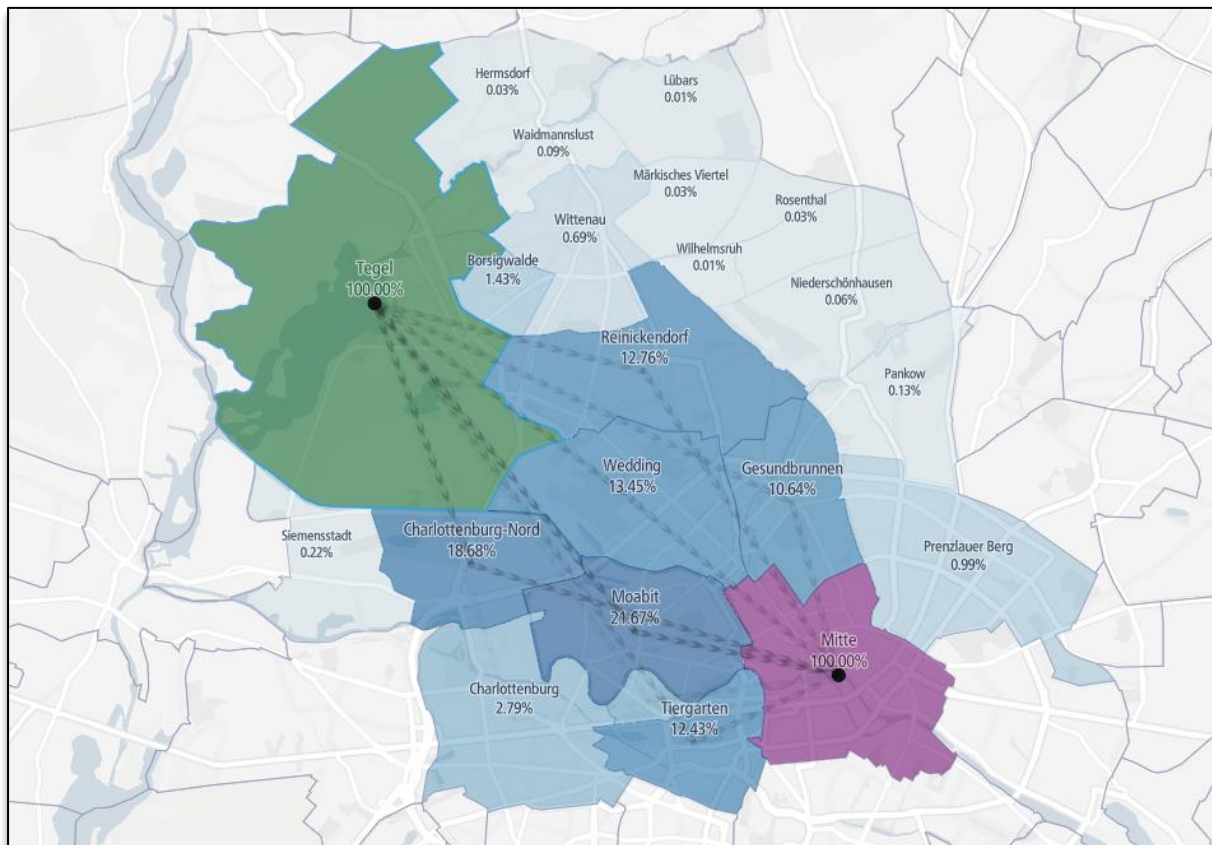 Hermsdorf
0.03%
Lübars
0.01%
Waidmannslust
0.09%
Märkisches Viertel
0.03%
Rosenthal
0.03%
Wittenau
0.69%
Wilhelmsruh
0.01%
Borsigwalde
1.43%
Tegel
100.00%
Niederschönhausen
0.06%
Reinickendorf
12.76%
Pankow
0.13%
Wedding
13.45%
Gesundbrunnen
10.64%
Siemensstadt
0.22%
Charlottenburg-Nord
18.68%
Prenzlauer Berg
0.99%
Moabit
21.67%
Mitte
100.00%
Charlottenburg
2.79%
Tiergarten
12.43%